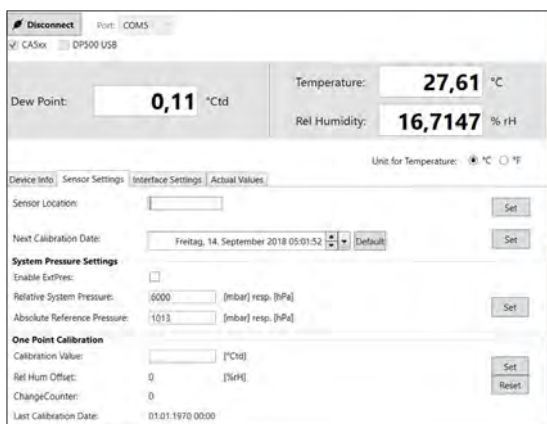 Disconnect Port: COM5
CA5xx DP500 USB
Dew Point: 0,11 °Ctd
Temperature: 27,61 °C
Rel Humidity: 16,7147 % rH
Unit for Temperature: °C °F
Device Info Sensor Settings Interface Settings Actual Values
Sensor Location: Set
Next Calibration Date: Freitag, 14. September 2018 05:01:52 Default Set
System Pressure Settings
Enable ExtPres:
Relative System Pressure: 6000 [mbar] resp. [hPa]
Set
Absolute Reference Pressure: 1013 [mbar] resp. [hPa]
One Point Calibration
Calibration Value: [°Ctd]
Set
Rel Hum Offset: 0 [%rH]
Reset
ChangeCounter: 0
Last Calibration Date: 01.01.1970 00:00